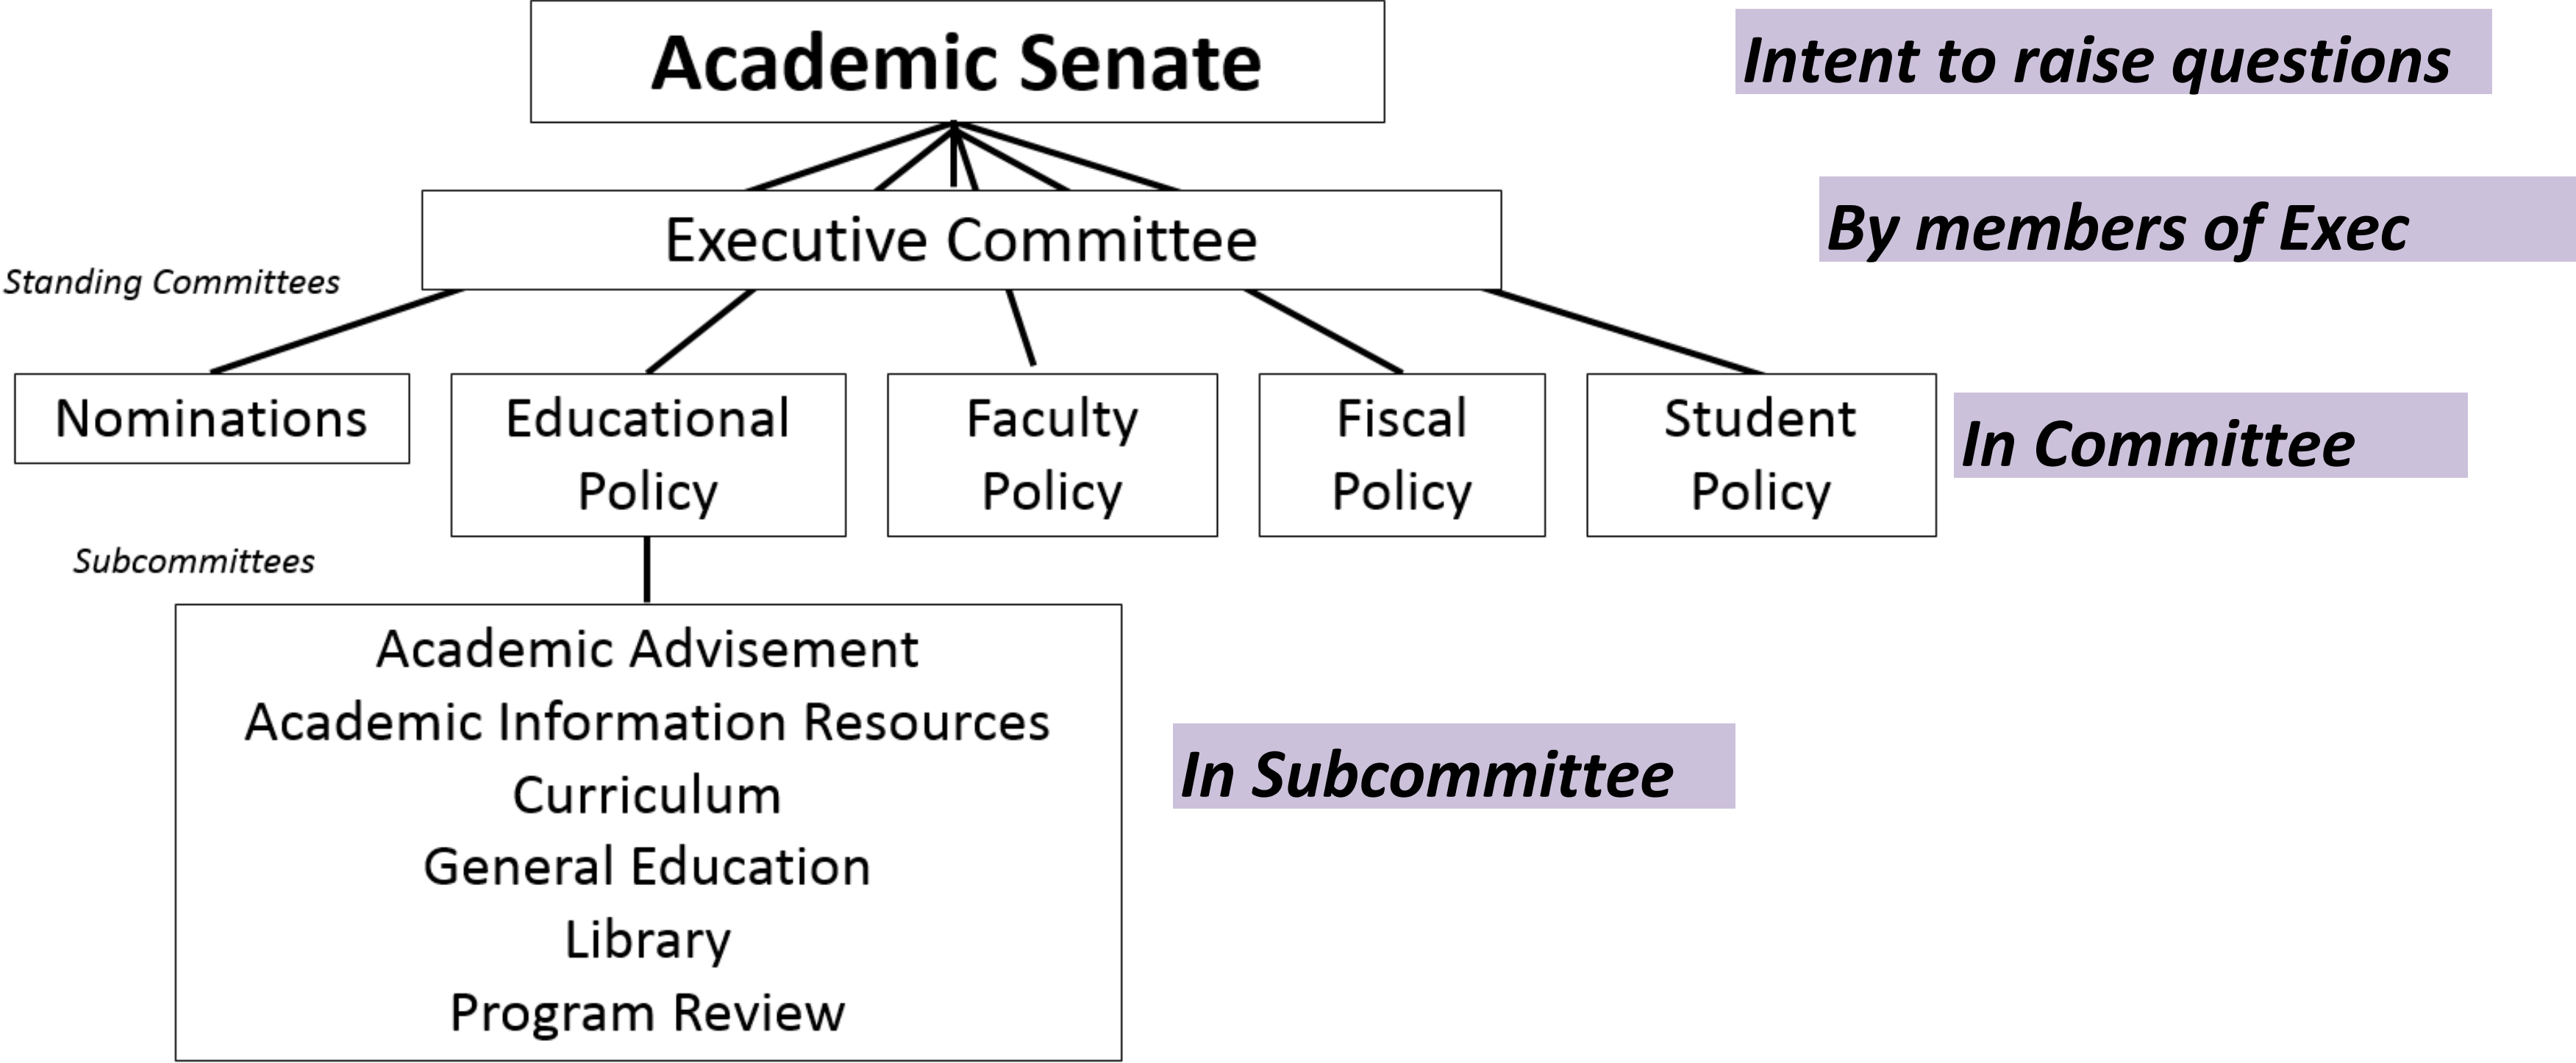 Academic Senate
Intent to raise questions
Executive Committee
By members of Exec
Standing Committees
Nominations
Educational
Policy
Faculty
Policy
Fiscal
Policy
Student
Policy
In Committee
Subcommittees
Academic Advisement
Academic Information Resources
Curriculum
General Education
Library
Program Review
In Subcommittee